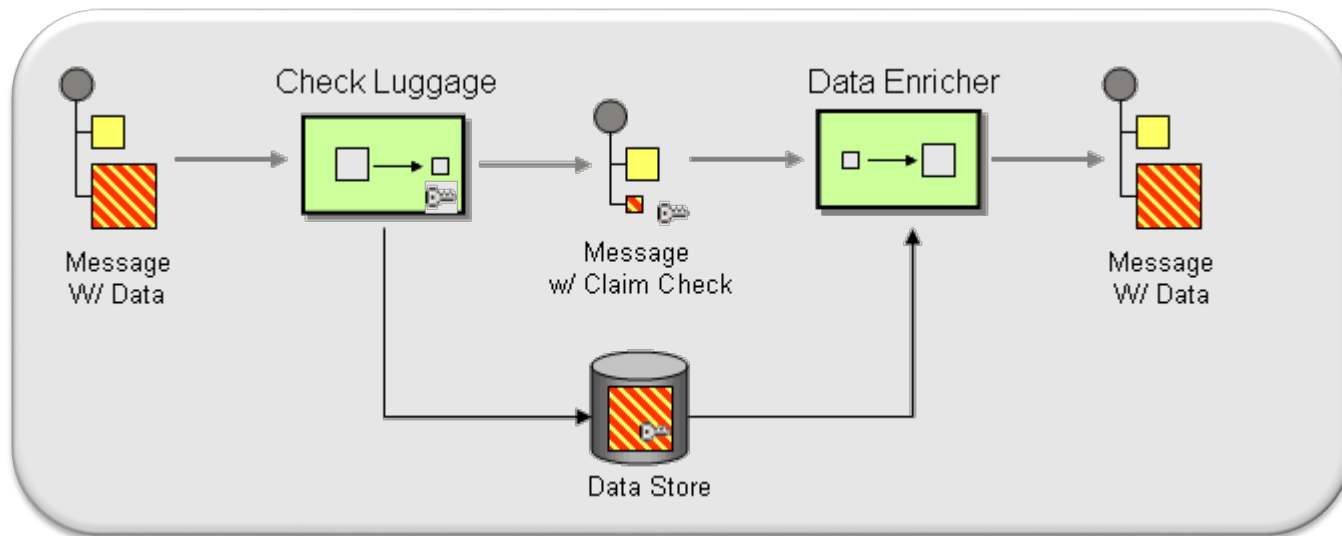 Check Luggage
Data Enricher
Message
W/ Data
Message
w/ Claim Check
Message
W/ Data
Data Store